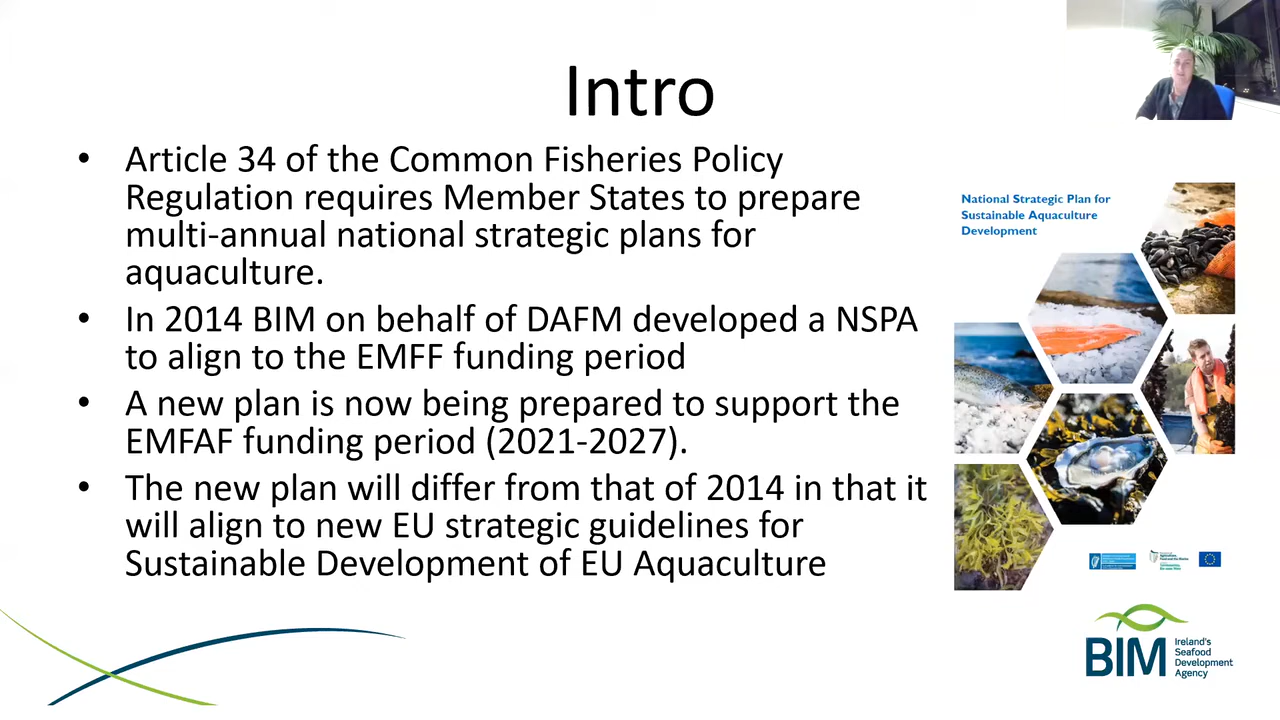 Intro
• Article 34 of the Common Fisheries Policy
Regulation requires Member States to prepare
multi-annual national strategic plans for
aquaculture.
• In 2014 BIM on behalf of DAFM developed a NSPA
to align to the EMFF funding period
• A new plan is now being prepared to support the
EMFAF funding period (2021-2027).
• The new plan will differ from that of 2014 in that it
will align to new EU strategic guidelines for
Sustainable Development of EU Aquaculture
National Strategic Plan for
Sustainable Aquaculture
Development
BIM
Ireland's
Seafood
Development
Agency